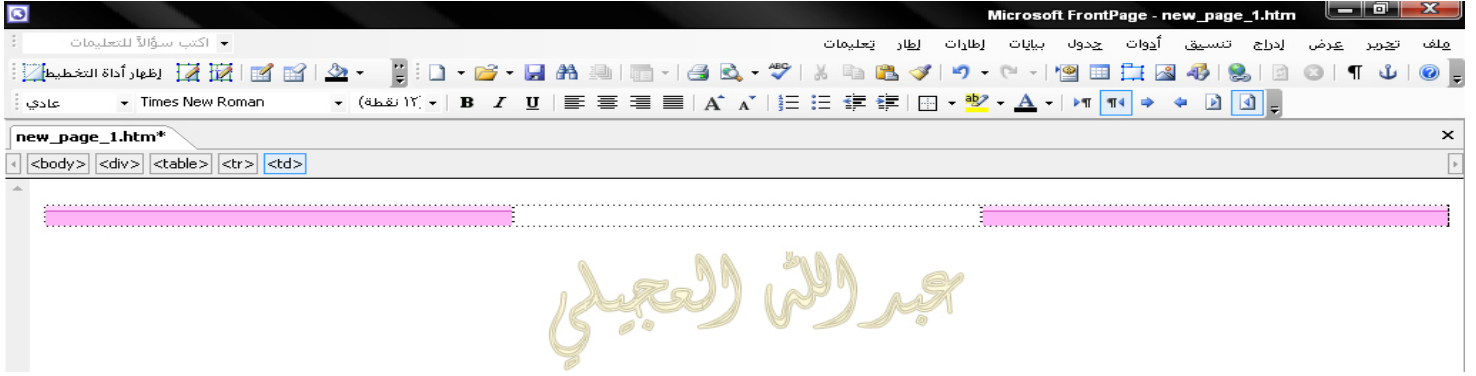 Microsoft FrontPage - new_page_1.htm
ملف تحرير عرض إدراج تنسيق أدوات جدول بيانات إطارات إطار تعليمات اكتب سؤالاً للتعليمات
إظهار أداة التخطيط
عادي Times New Roman ١٢ (نقطة) B I U
new_page_1.htm*
<body> <div> <table> <tr> <td>
عبد الله العجيلي